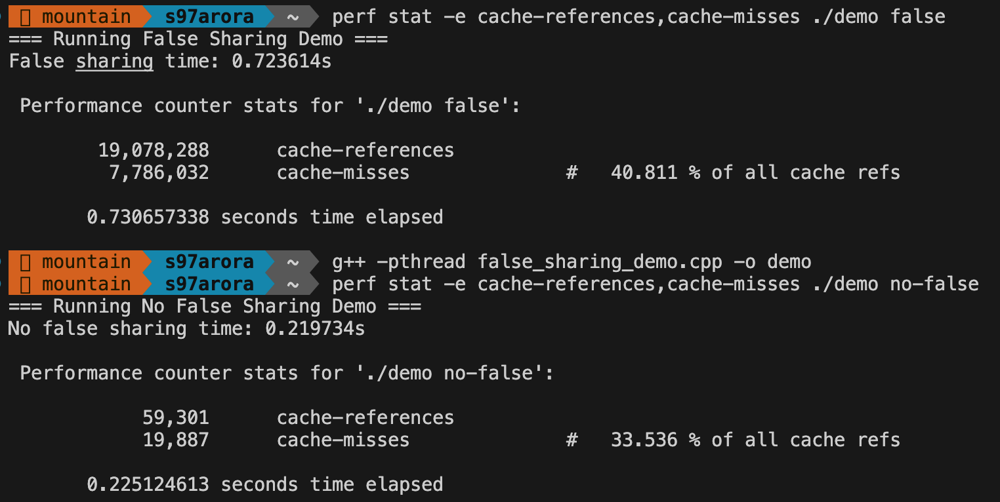 mountain s97arora ~ perf stat -e cache-references,cache-misses ./demo false
=== Running False Sharing Demo ===
False sharing time: 0.723614s
Performance counter stats for './demo false':
19,078,288 cache-references
7,786,032 cache-misses # 40.811 % of all cache refs
0.730657338 seconds time elapsed
mountain s97arora ~ g++ -pthread false_sharing_demo.cpp -o demo
mountain s97arora ~ perf stat -e cache-references,cache-misses ./demo no-false
=== Running No False Sharing Demo ===
No false sharing time: 0.219734s
Performance counter stats for './demo no-false':
59,301 cache-references
19,887 cache-misses # 33.536 % of all cache refs
0.225124613 seconds time elapsed